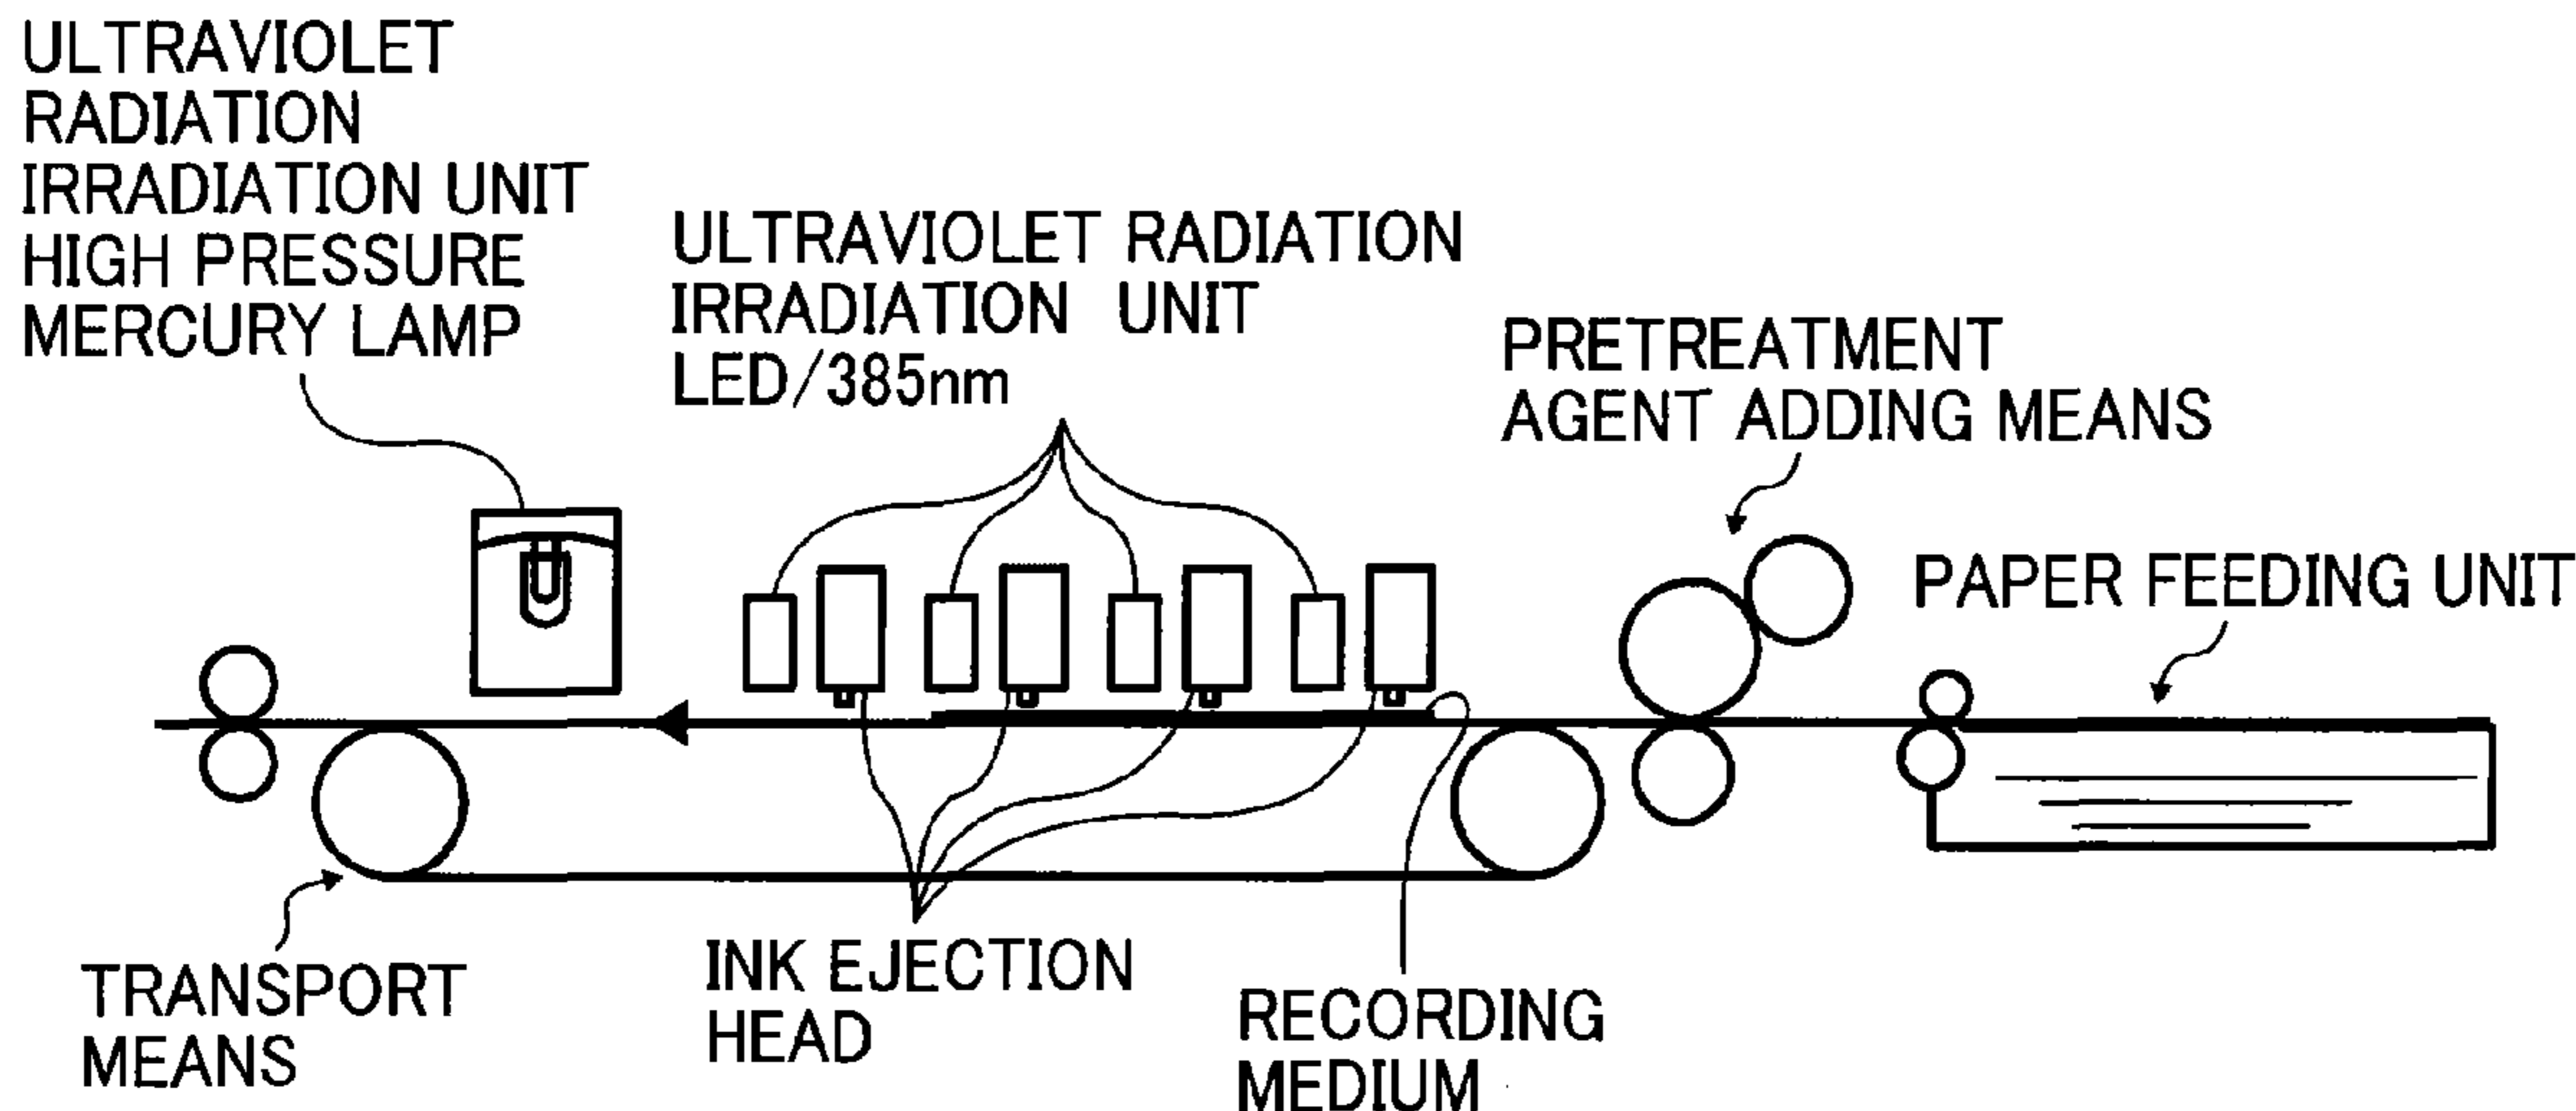 ULTRAVIOLET
RADIATION
IRRADIATION UNIT
HIGH PRESSURE
MERCURY LAMP
ULTRAVIOLET RADIATION
IRRADIATION UNIT
LED/385nm
PRETREATMENT
AGENT ADDING MEANS
PAPER FEEDING UNIT
TRANSPORT
MEANS
INK EJECTION
HEAD
RECORDING
MEDIUM